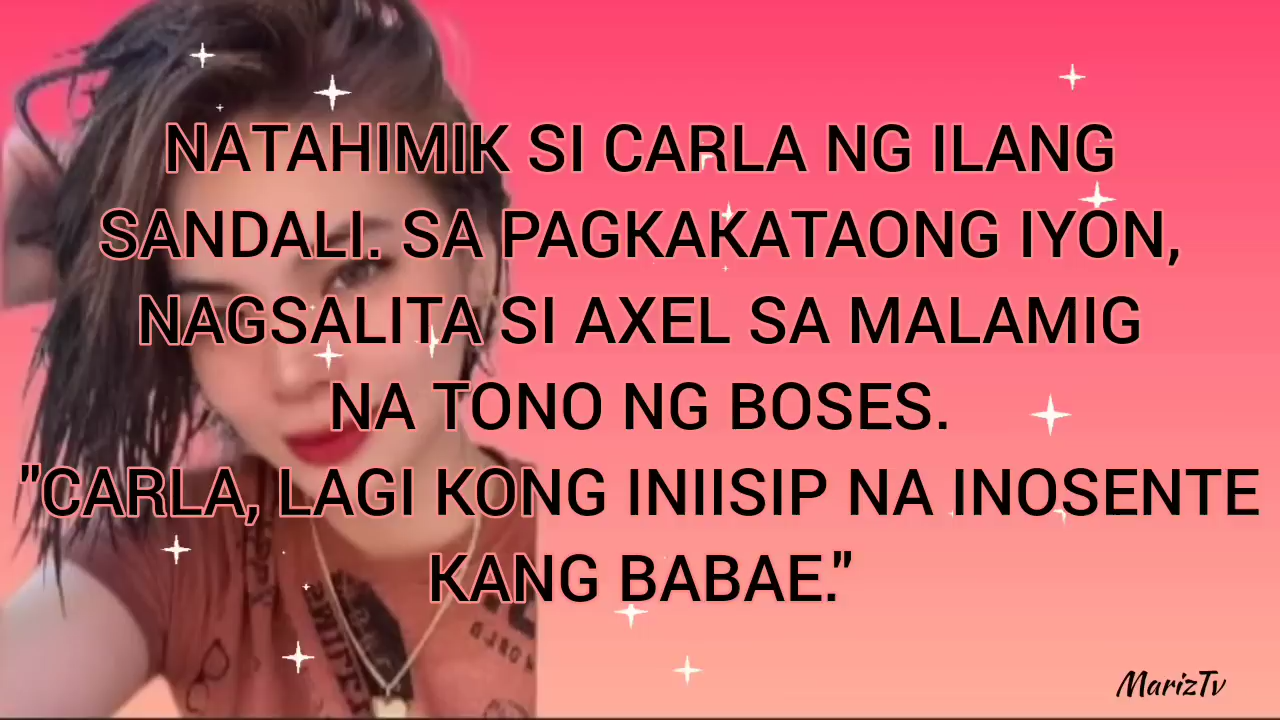 NATAHIMIK SI CARLA NG ILANG
SANDALI. SA PAGKAKATAONG IYON,
NAGSALITA SI AXEL SA MALAMIG
NA TONO NG BOSES.
"CARLA, LAGI KONG INIISIP NA INOSENTE
KANG BABAE."
MarizTv